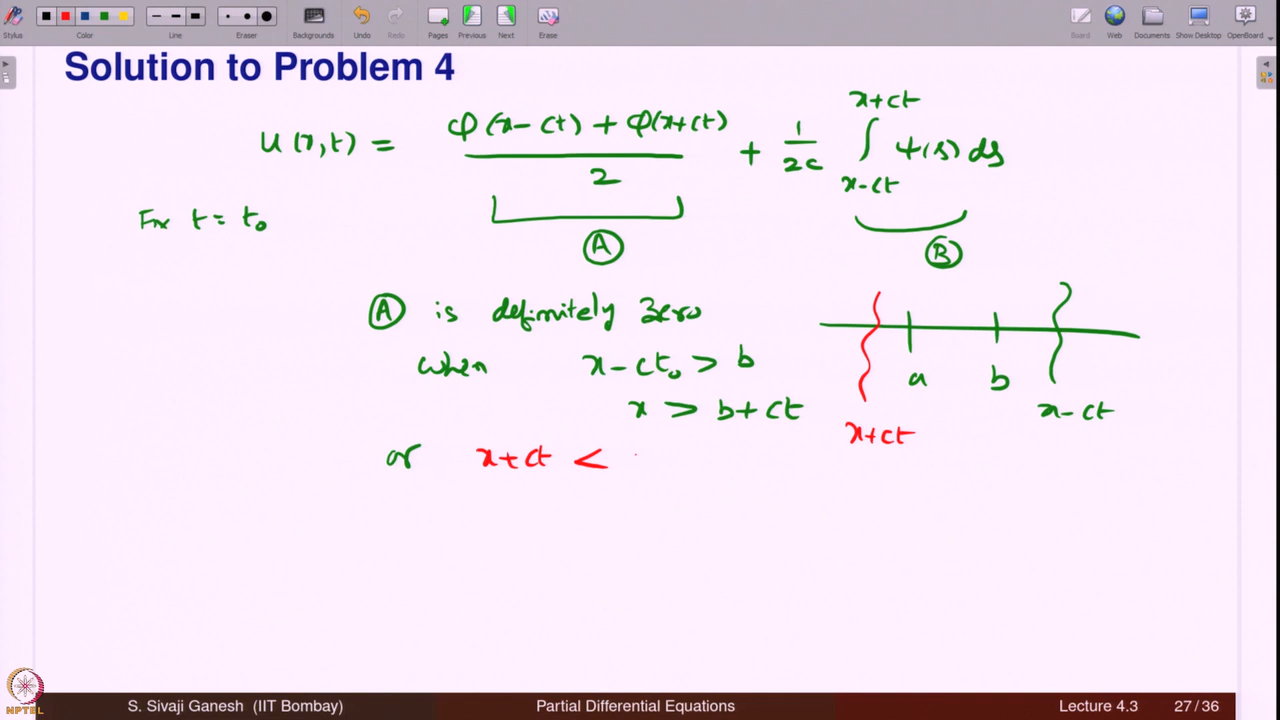 Stylus Color Line Eraser Backgrounds Undo Redo Pages Previous Next Erase Board Web Documents Show Desktop OpenBoard
Solution to Problem 4
u(x,t) = φ(x-ct) + φ(x+ct) / 2 + 1/2c ∫_{x-ct}^{x+ct} ψ(s) ds
Fix t = t₀
Ⓐ Ⓑ
Ⓐ is definitely zero
when x - ct₀ > b
x > b + ct
or x+ct <
a b
x-ct
x+ct
NPTEL
S. Sivaji Ganesh (IIT Bombay) Partial Differential Equations Lecture 4.3 27 / 36